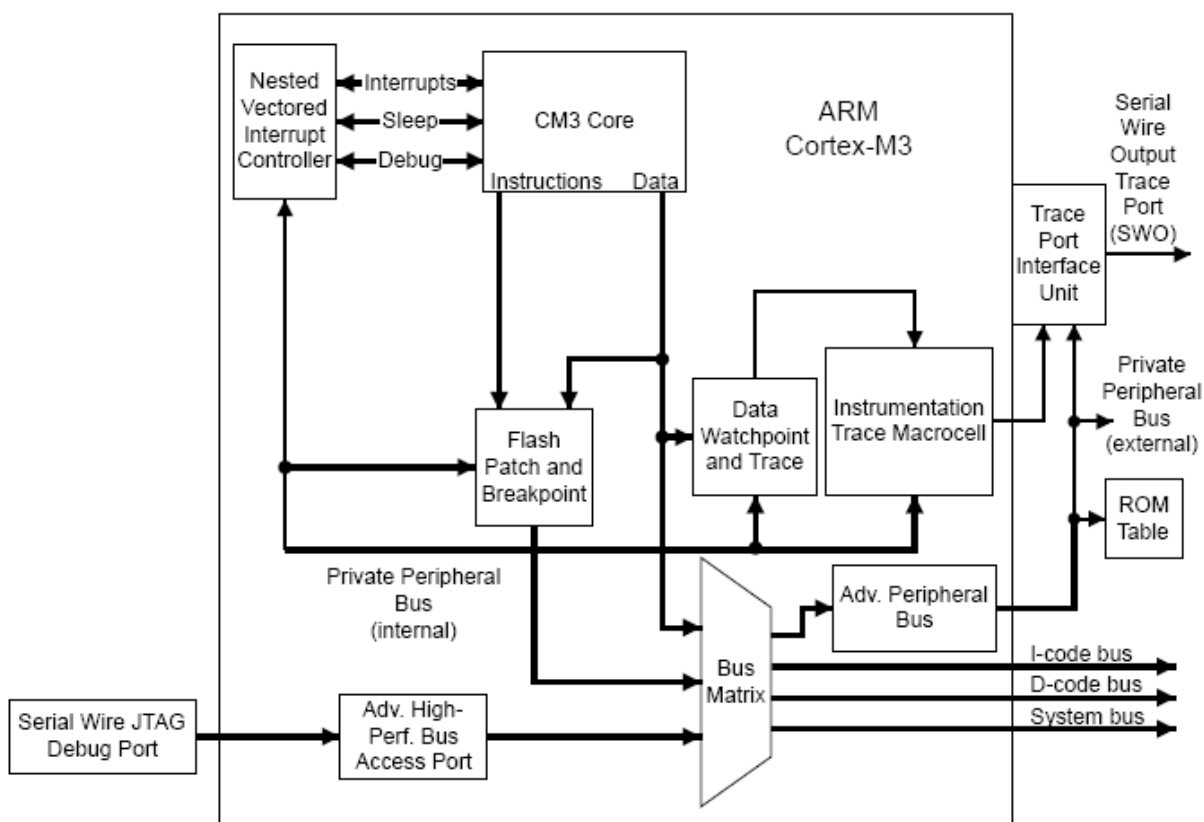 Nested
Vectored
Interrupt
Controller
Interrupts
Sleep
Debug
CM3 Core
Instructions Data
ARM
Cortex-M3
Serial
Wire
Output
Trace
Port
(SWO)
Trace
Port
Interface
Unit
Flash
Patch and
Breakpoint
Data
Watchpoint
and Trace
Instrumentation
Trace Macrocell
Private
Peripheral
Bus
(external)
ROM
Table
Private Peripheral
Bus
(internal)
Adv. Peripheral
Bus
Bus
Matrix
I-code bus
D-code bus
System bus
Serial Wire JTAG
Debug Port
Adv. High-
Perf. Bus
Access Port